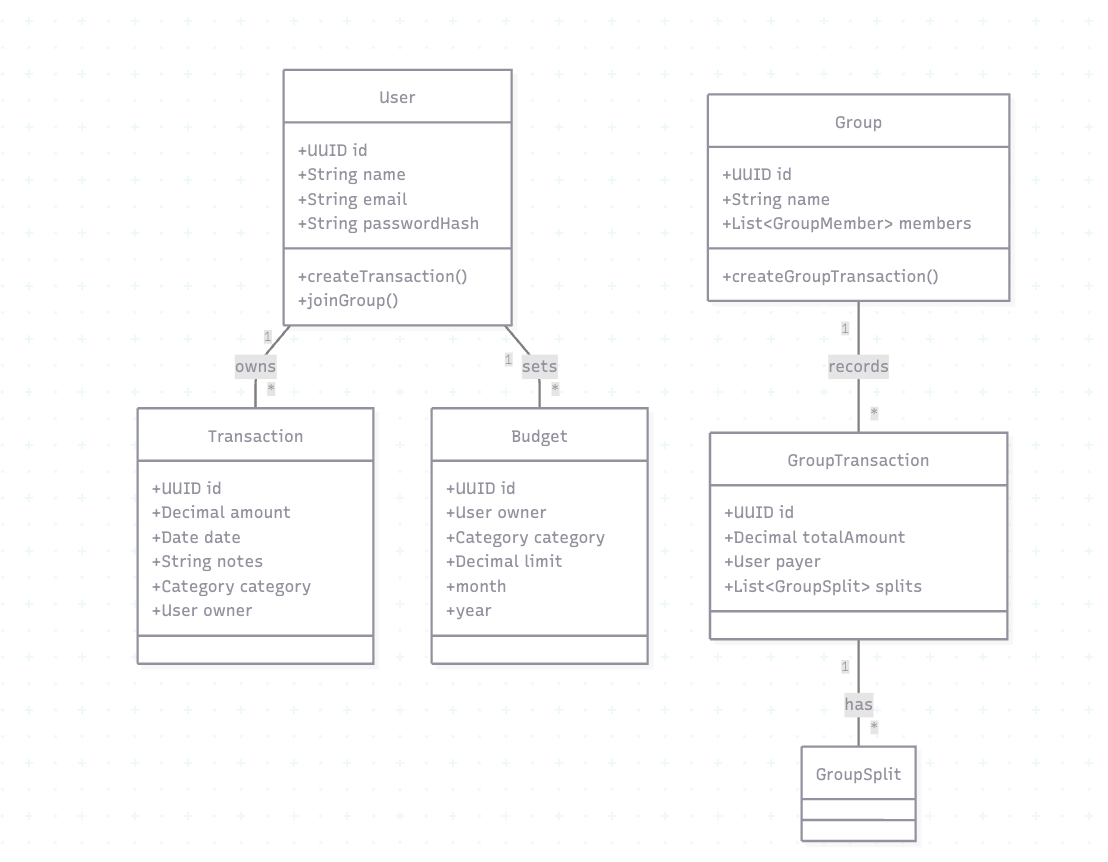 User
+UUID id
+String name
+String email
+String passwordHash
+createTransaction()
+joinGroup()
Group
+UUID id
+String name
+List<GroupMember> members
+createGroupTransaction()
1
owns
*
1
sets
*
1
records
*
Transaction
+UUID id
+Decimal amount
+Date date
+String notes
+Category category
+User owner
Budget
+UUID id
+User owner
+Category category
+Decimal limit
+month
+year
GroupTransaction
+UUID id
+Decimal totalAmount
+User payer
+List<GroupSplit> splits
1
has
*
GroupSplit